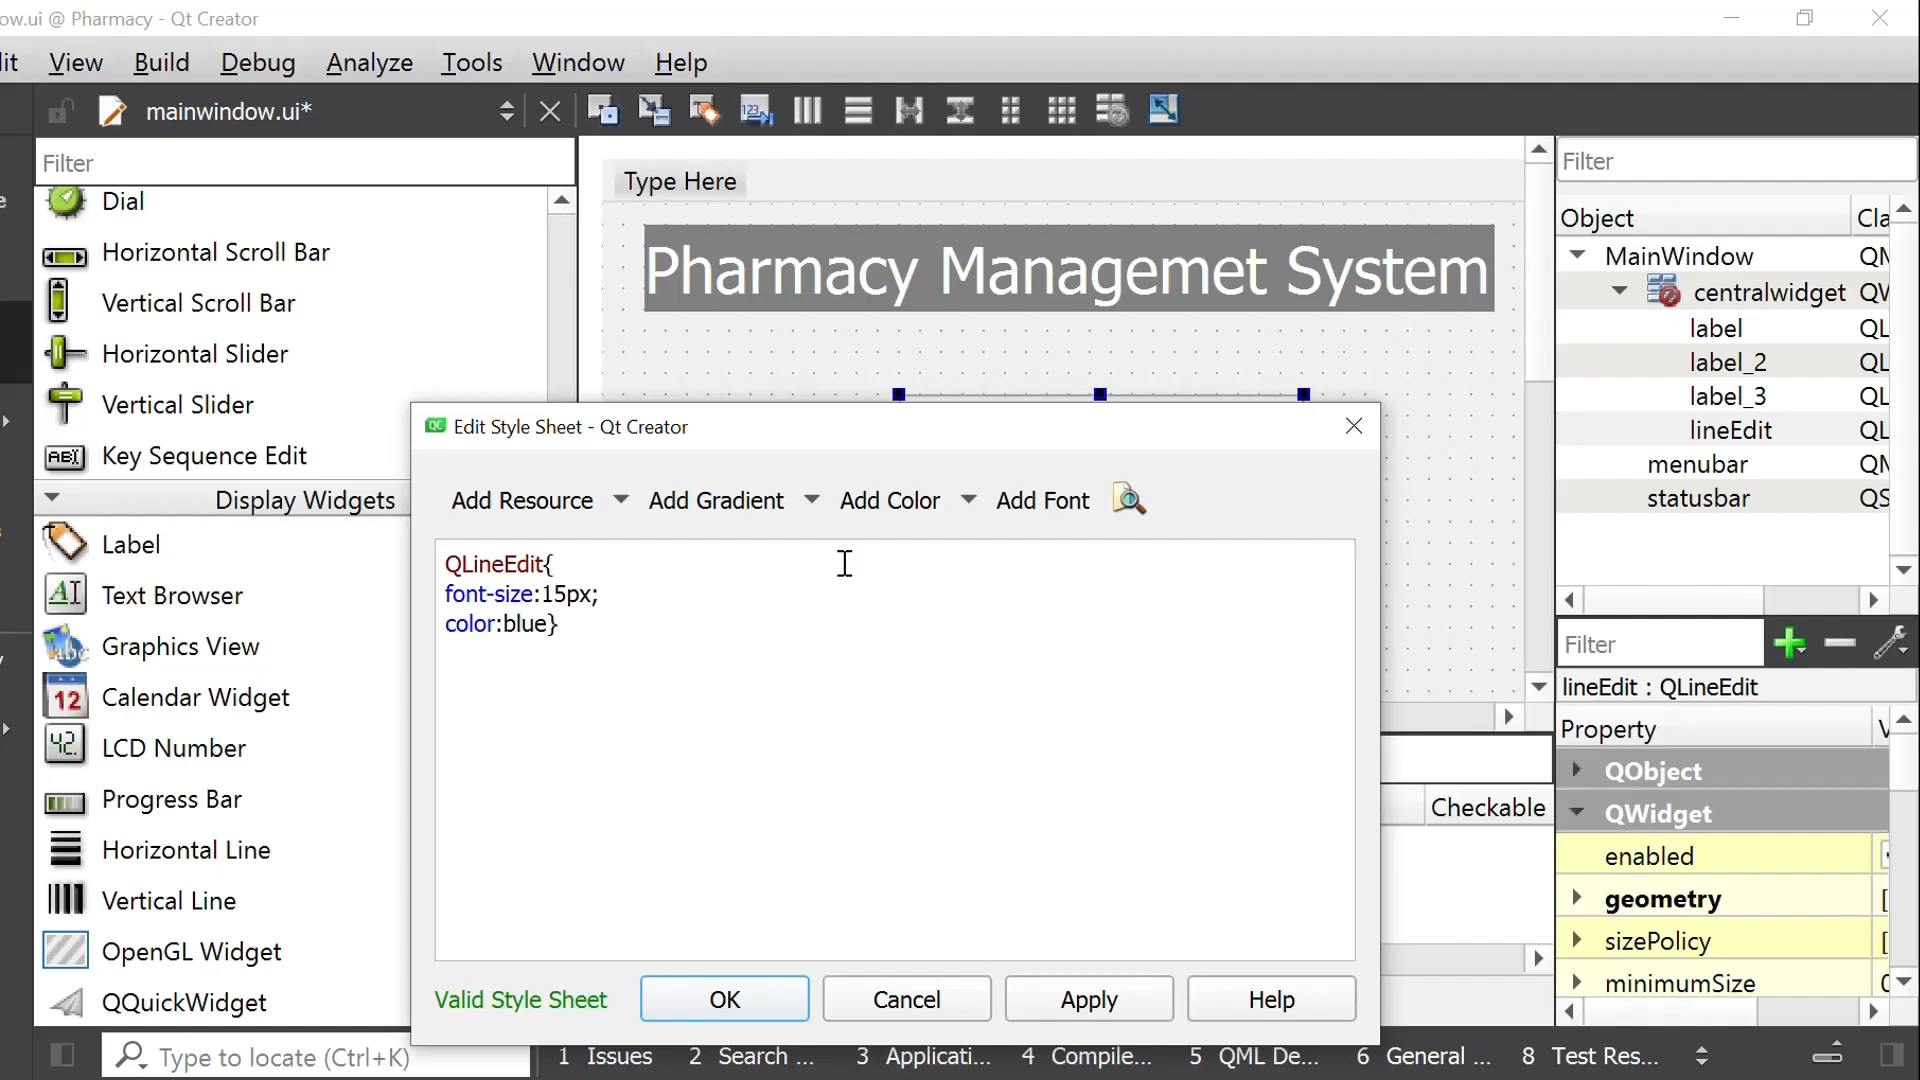 ow.ui @ Pharmacy - Qt Creator
it View Build Debug Analyze Tools Window Help
mainwindow.ui*
Filter
Dial
Horizontal Scroll Bar
Vertical Scroll Bar
Horizontal Slider
Vertical Slider
Key Sequence Edit
Display Widgets
Label
Text Browser
Graphics View
Calendar Widget
LCD Number
Progress Bar
Horizontal Line
Vertical Line
OpenGL Widget
QQuickWidget
Type Here
Pharmacy Managemet System
Edit Style Sheet - Qt Creator
Add Resource Add Gradient Add Color Add Font
QLineEdit{
font-size:15px;
color:blue}
Valid Style Sheet OK Cancel Apply Help
Checkable
Filter
Object Cla
MainWindow QM
centralwidget QW
label QL
label_2 QL
label_3 QL
lineEdit QL
menubar QM
statusbar QS
Filter
lineEdit : QLineEdit
Property V
QObject
QWidget
enabled
geometry [
sizePolicy [
minimumSize 0
Type to locate (Ctrl+K) 1 Issues 2 Search ... 3 Applicati... 4 Compile... 5 QML De... 6 General ... 8 Test Res...